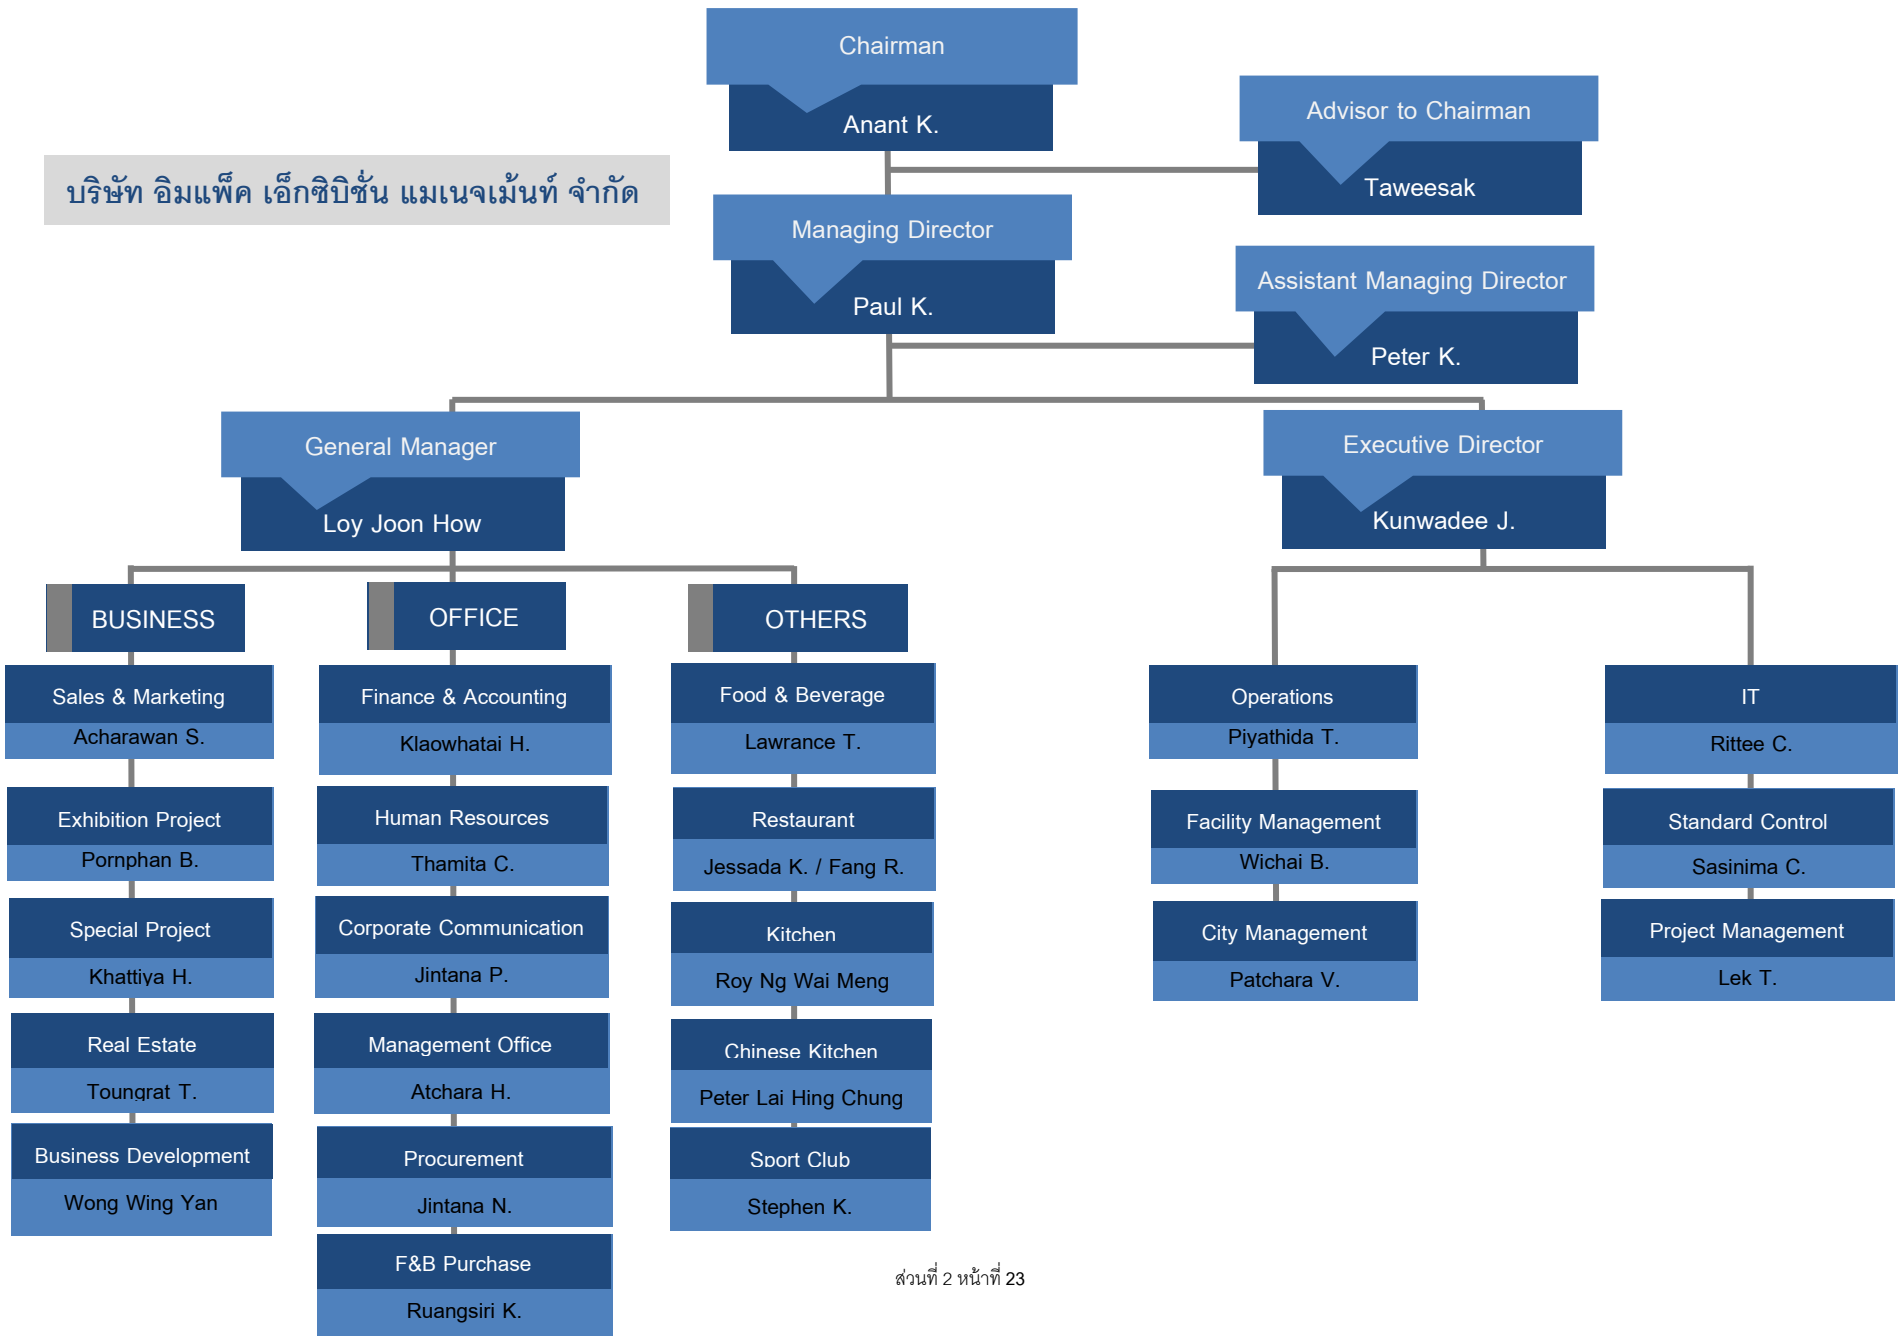 Chairman
Anant K.
Advisor to Chairman
Taweesak
บริษัท อิมแพ็ค เอ็กซิบิชั่น แมเนจเม้นท์ จำกัด
Managing Director
Paul K.
Assistant Managing Director
Peter K.
General Manager
Loy Joon How
Executive Director
Kunwadee J.
BUSINESS
Sales & Marketing
Acharawan S.
Exhibition Project
Pornphan B.
Special Project
Khattiya H.
Real Estate
Toungrat T.
Business Development
Wong Wing Yan
OFFICE
Finance & Accounting
Klaowhatai H.
Human Resources
Thamita C.
Corporate Communication
Jintana P.
Management Office
Atchara H.
Procurement
Jintana N.
F&B Purchase
Ruangsiri K.
OTHERS
Food & Beverage
Lawrance T.
Restaurant
Jessada K. / Fang R.
Kitchen
Roy Ng Wai Meng
Chinese Kitchen
Peter Lai Hing Chung
Sport Club
Stephen K.
Operations
Piyathida T.
Facility Management
Wichai B.
City Management
Patchara V.
IT
Rittee C.
Standard Control
Sasinima C.
Project Management
Lek T.
ส่วนที่ 2 หน้าที่ 23